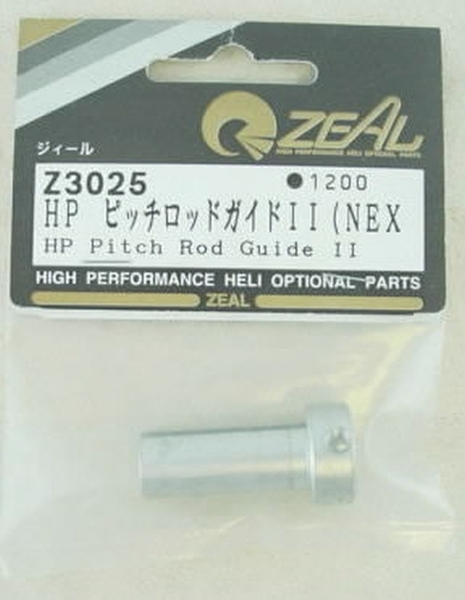 ZEAL
HIGH PERFORMANCE HELI OPTIONAL PARTS
ジィール
Z3025 ●1200
HP ピッチロッドガイドII(NEX
HP Pitch Rod Guide II
HIGH PERFORMANCE HELI OPTIONAL PARTS
ZEAL